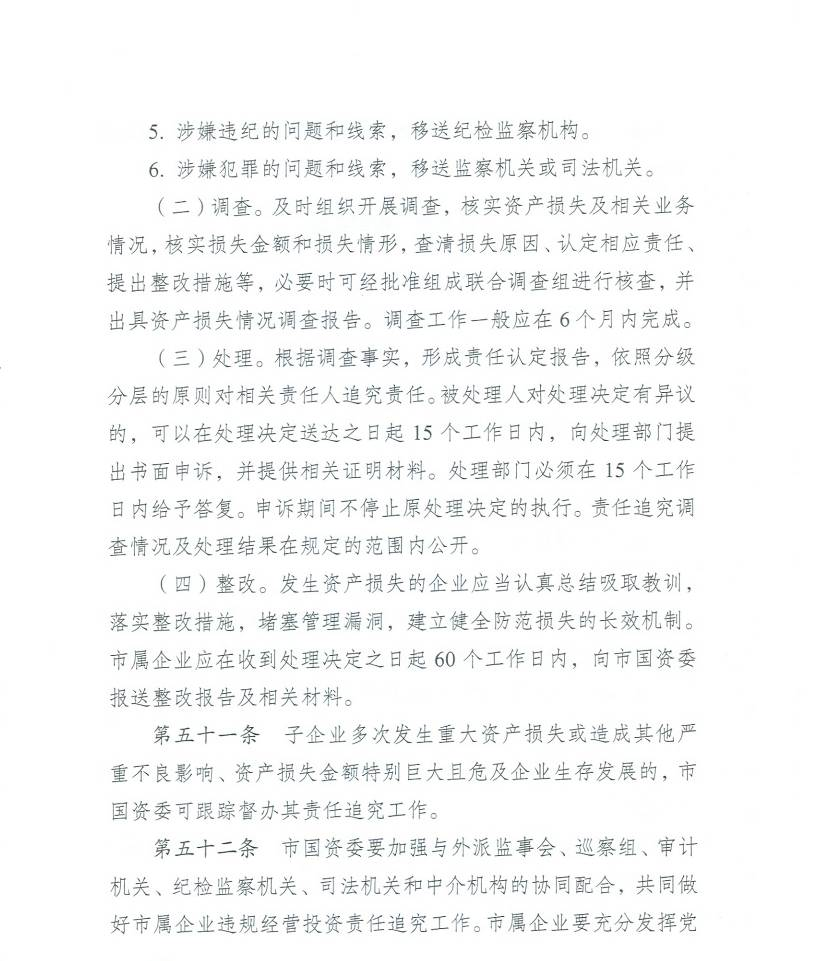 5. 涉嫌违纪的问题和线索，移送纪检监察机构。
6. 涉嫌犯罪的问题和线索，移送监察机关或司法机关。
（二）调查。及时组织开展调查，核实资产损失及相关业务
情况，核实损失金额和损失情形，查清损失原因、认定相应责任、
提出整改措施等，必要时可经批准组成联合调查组进行核查，并
出具资产损失情况调查报告。调查工作一般应在 6 个月内完成。
（三）处理。根据调查事实，形成责任认定报告，依照分级
分层的原则对相关责任人追究责任。被处理人对处理决定有异议
的，可以在处理决定送达之日起 15 个工作日内，向处理部门提
出书面申诉，并提供相关证明材料。处理部门必须在 15 个工作
日内给予答复。申诉期间不停止原处理决定的执行。责任追究调
查情况及处理结果在规定的范围内公开。
（四）整改。发生资产损失的企业应当认真总结吸取教训，
落实整改措施，堵塞管理漏洞，建立健全防范损失的长效机制。
市属企业应在收到处理决定之日起 60 个工作日内，向市国资委
报送整改报告及相关材料。
第五十一条 子企业多次发生重大资产损失或造成其他严
重不良影响、资产损失金额特别巨大且危及企业生存发展的，市
国资委可跟踪督办其责任追究工作。
第五十二条 市国资委要加强与外派监事会、巡察组、审计
机关、纪检监察机关、司法机关和中介机构的协同配合，共同做
好市属企业违规经营投资责任追究工作。市属企业要充分发挥党